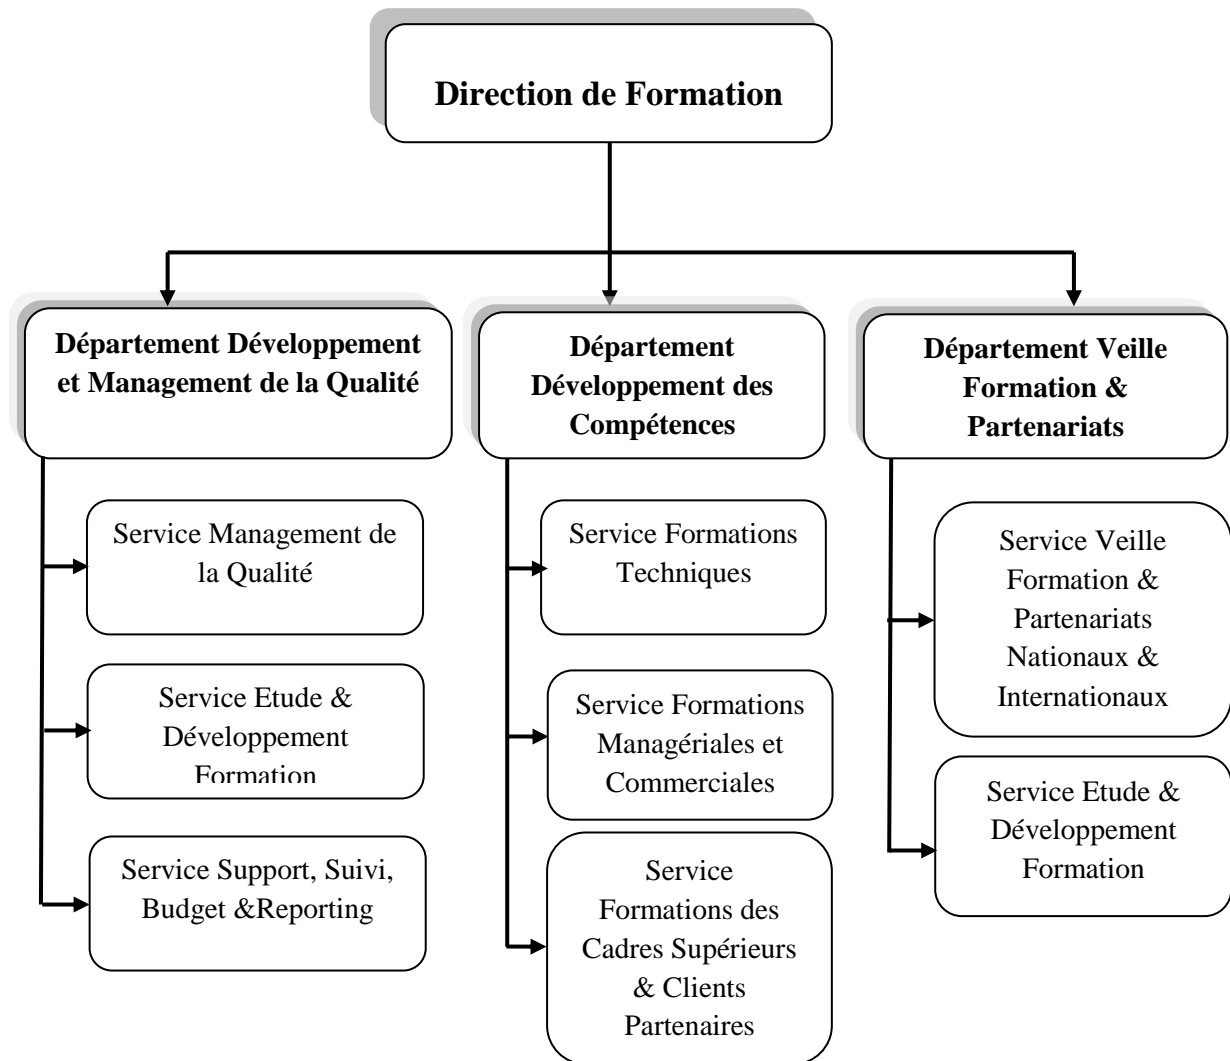 Direction de Formation
Département Développement
et Management de la Qualité
Service Management de
la Qualité
Service Etude &
Développement
Formation
Service Support, Suivi,
Budget &Reporting
Département
Développement des
Compétences
Service Formations
Techniques
Service Formations
Managériales et
Commerciales
Service
Formations des
Cadres Supérieurs
& Clients
Partenaires
Département Veille
Formation &
Partenariats
Service Veille
Formation &
Partenariats
Nationaux &
Internationaux
Service Etude &
Développement
Formation